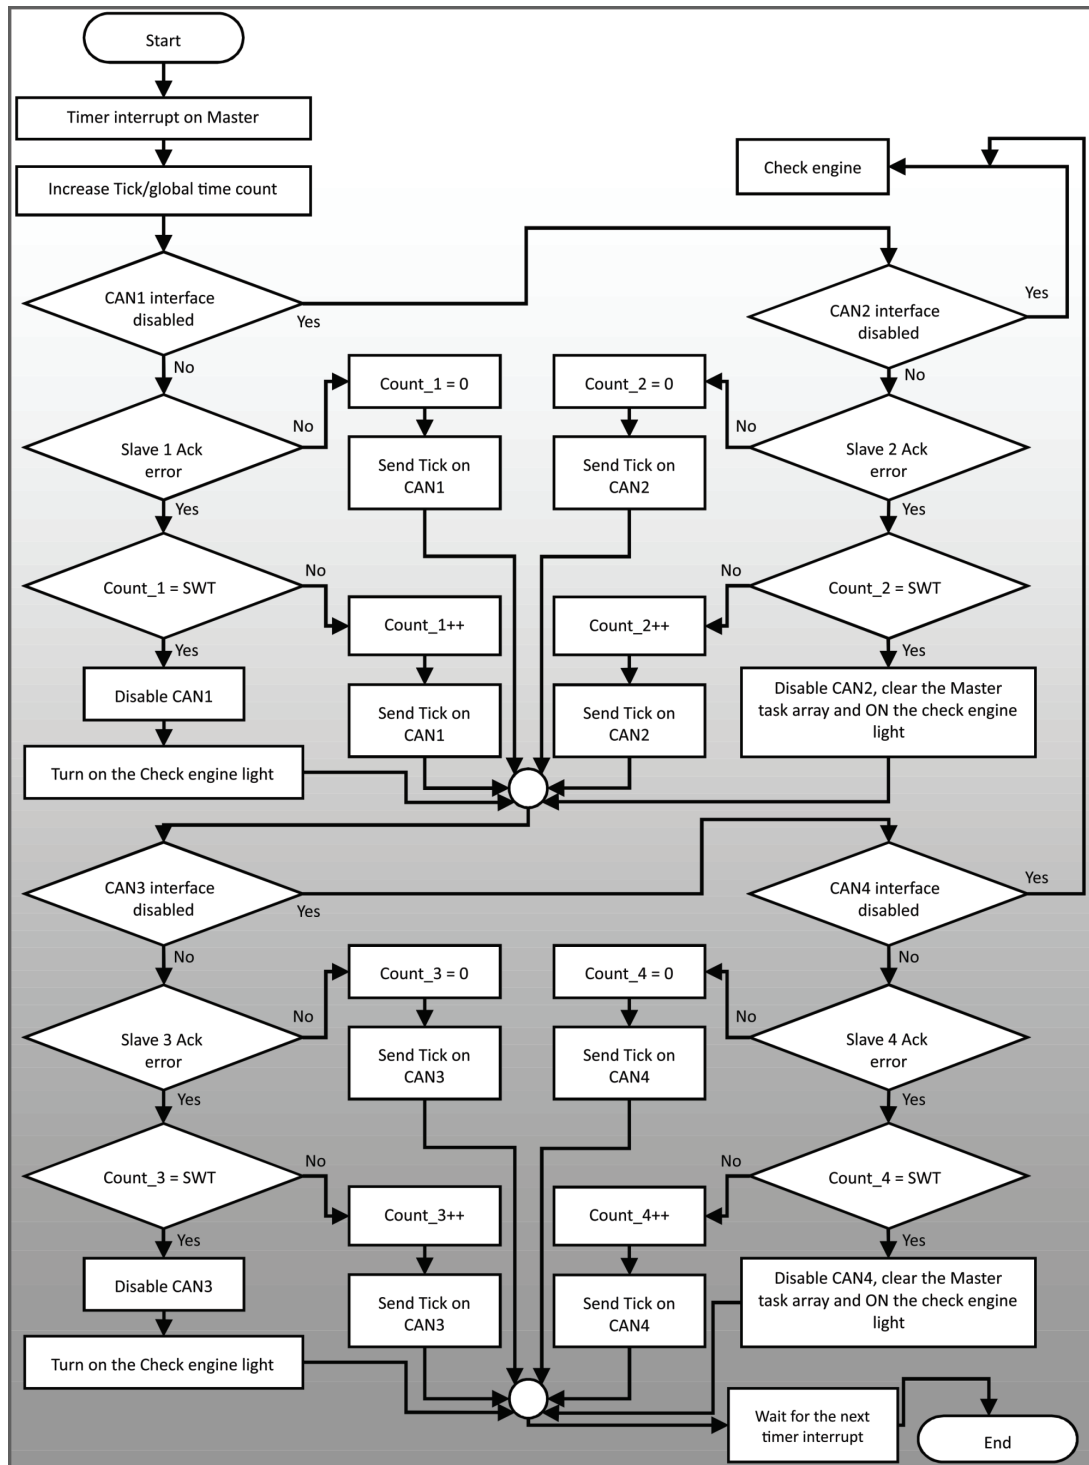 Start
Timer interrupt on Master
Increase Tick/global time count
Check engine
CAN1 interface
disabled
Yes
No
CAN2 interface
disabled
Yes
No
Slave 1 Ack
error
No
Yes
Count_1 = 0
Send Tick on
CAN1
Count_2 = 0
Send Tick on
CAN2
Slave 2 Ack
error
No
Yes
Count_1 = SWT
No
Yes
Count_1++
Send Tick on
CAN1
Count_2++
Send Tick on
CAN2
Count_2 = SWT
No
Yes
Disable CAN1
Turn on the Check engine light
Disable CAN2, clear the Master
task array and ON the check engine
light
CAN3 interface
disabled
Yes
No
CAN4 interface
disabled
Yes
No
Slave 3 Ack
error
No
Yes
Count_3 = 0
Send Tick on
CAN3
Count_4 = 0
Send Tick on
CAN4
Slave 4 Ack
error
No
Yes
Count_3 = SWT
No
Yes
Count_3++
Send Tick on
CAN3
Count_4++
Send Tick on
CAN4
Count_4 = SWT
No
Yes
Disable CAN3
Turn on the Check engine light
Disable CAN4, clear the Master
task array and ON the check engine
light
Wait for the next
timer interrupt
End